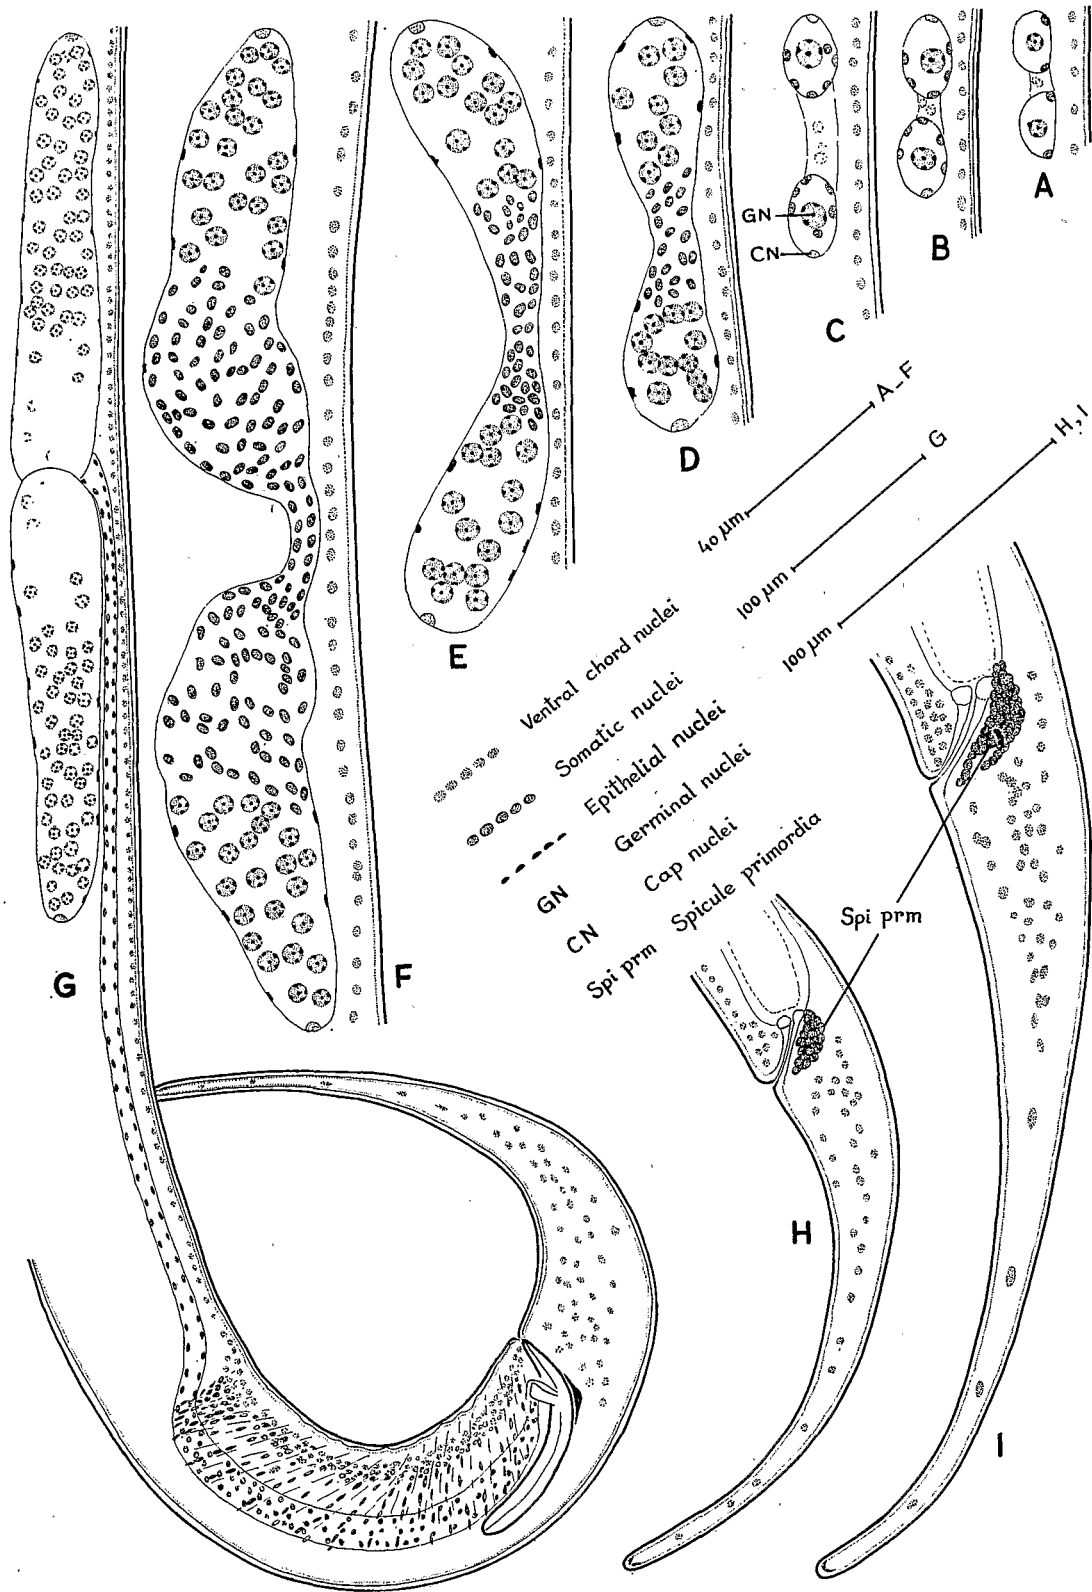 A
B
C
GN
CN
D
E
F
G
40 µm A-F
100 µm G
100 µm H, I
Ventral chord nuclei
Somatic nuclei
Epithelial nuclei
GN Germinal nuclei
CN Cap nuclei
Spi prm Spicule primordia
Spi prm
H
I